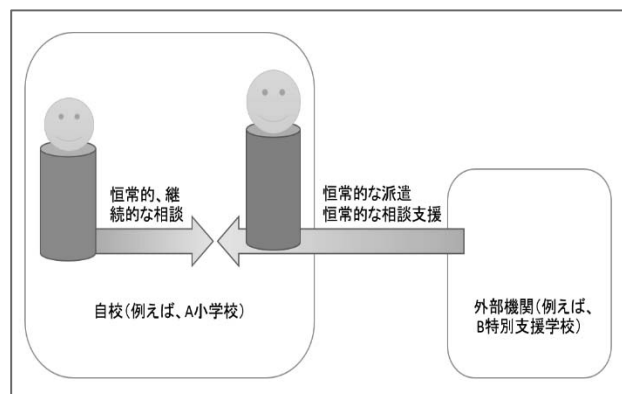 恒常的、継
続的な相談
恒常的な派遣
恒常的な相談支援
自校(例えば、A小学校)
外部機関(例えば、
B特別支援学校)